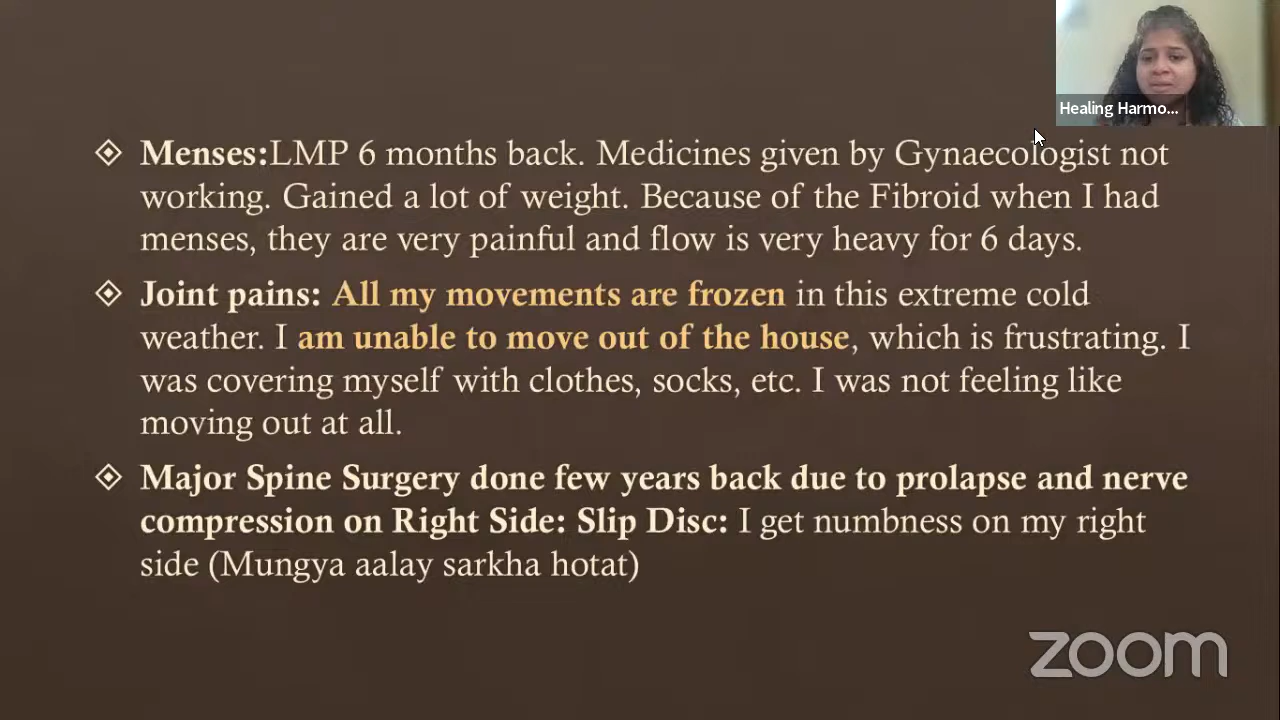 Healing Harmo...
◈ Menses:LMP 6 months back. Medicines given by Gynaecologist not
working. Gained a lot of weight. Because of the Fibroid when I had
menses, they are very painful and flow is very heavy for 6 days.
◈ Joint pains: All my movements are frozen in this extreme cold
weather. I am unable to move out of the house, which is frustrating. I
was covering myself with clothes, socks, etc. I was not feeling like
moving out at all.
◈ Major Spine Surgery done few years back due to prolapse and nerve
compression on Right Side: Slip Disc: I get numbness on my right
side (Mungya aalay sarkha hotat)
zoom